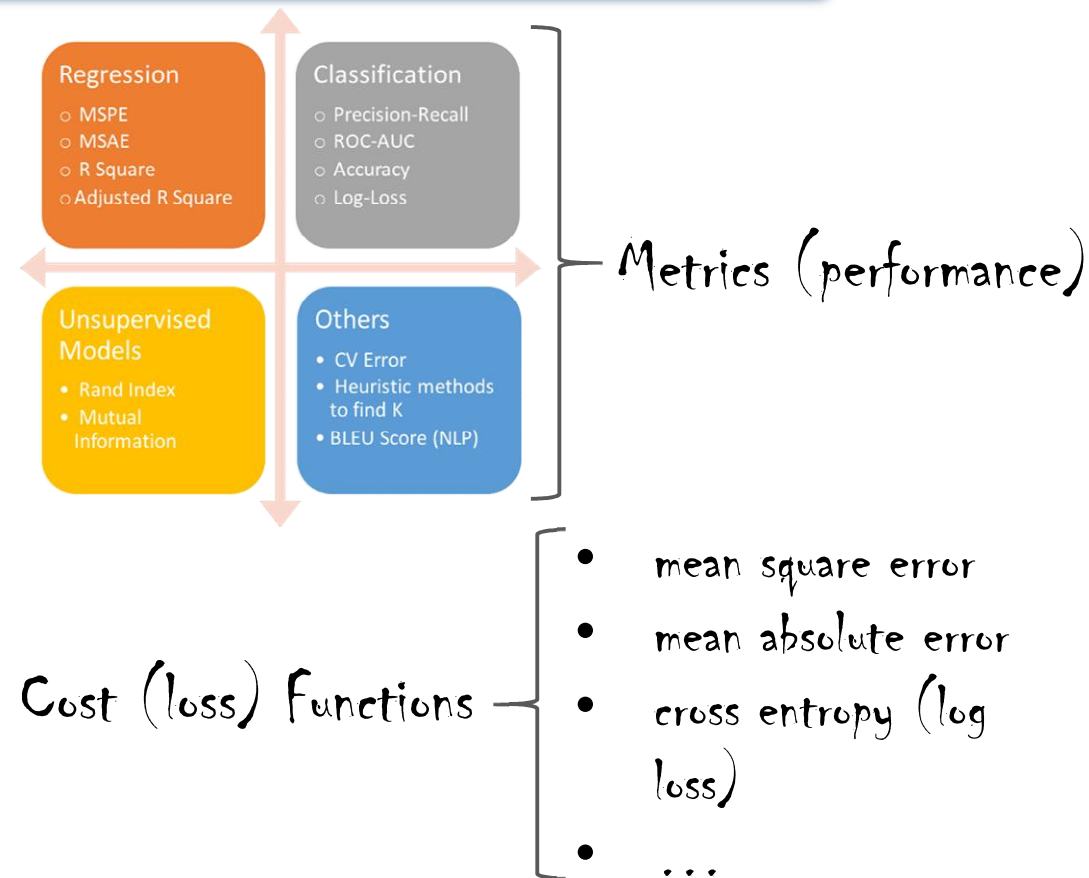 Regression
○ MSPE
○ MSAE
○ R Square
○ Adjusted R Square
Classification
○ Precision-Recall
○ ROC-AUC
○ Accuracy
○ Log-Loss
Unsupervised
Models
• Rand Index
• Mutual
Information
Others
• CV Error
• Heuristic methods
to find K
• BLEU Score (NLP)
Metrics (performance)
Cost (loss) Functions
• mean square error
• mean absolute error
• cross entropy (log
loss)
• ...